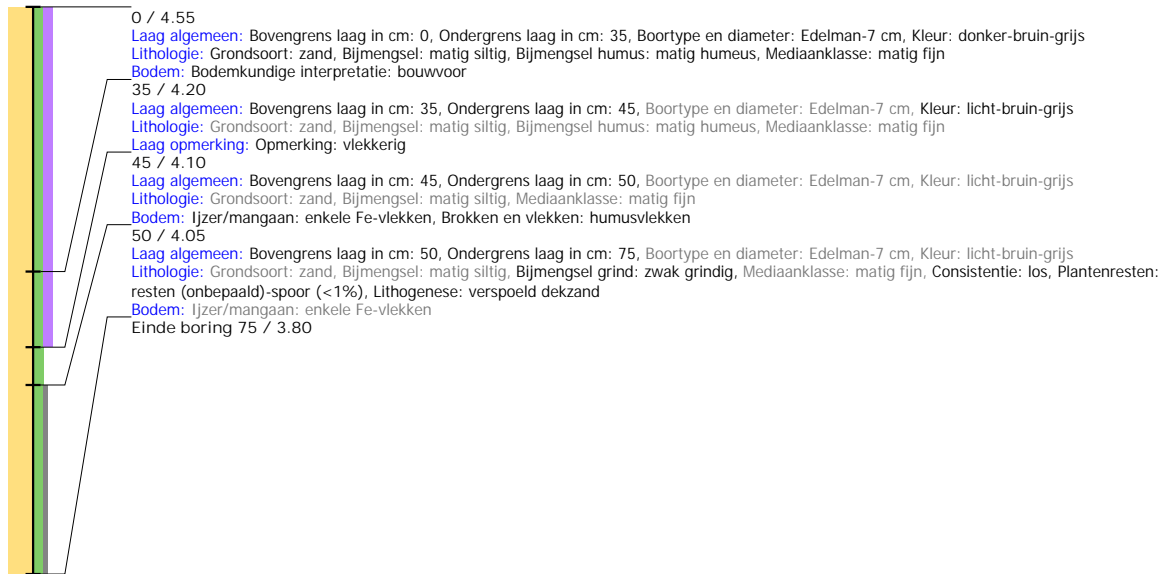 0 / 4.55
Laag algemeen: Bovengrens laag in cm: 0, Ondergrens laag in cm: 35, Boortype en diameter: Edelman-7 cm, Kleur: donker-bruin-grijs
Lithologie: Grondsoort: zand, Bijmengsel: matig siltig, Bijmengsel humus: matig humeus, Mediaanklasse: matig fijn
Bodem: Bodemkundige interpretatie: bouwvoor
35 / 4.20
Laag algemeen: Bovengrens laag in cm: 35, Ondergrens laag in cm: 45, Boortype en diameter: Edelman-7 cm, Kleur: licht-bruin-grijs
Lithologie: Grondsoort: zand, Bijmengsel: matig siltig, Bijmengsel humus: matig humeus, Mediaanklasse: matig fijn
Laag opmerking: Opmerking: vlekkerig
45 / 4.10
Laag algemeen: Bovengrens laag in cm: 45, Ondergrens laag in cm: 50, Boortype en diameter: Edelman-7 cm, Kleur: licht-bruin-grijs
Lithologie: Grondsoort: zand, Bijmengsel: matig siltig, Mediaanklasse: matig fijn
Bodem: Ijzer/mangaan: enkele Fe-vlekken, Brokken en vlekken: humusvlekken
50 / 4.05
Laag algemeen: Bovengrens laag in cm: 50, Ondergrens laag in cm: 75, Boortype en diameter: Edelman-7 cm, Kleur: licht-bruin-grijs
Lithologie: Grondsoort: zand, Bijmengsel: matig siltig, Bijmengsel grind: zwak grindig, Mediaanklasse: matig fijn, Consistentie: los, Plantenresten:
resten (onbepaald)-spoor (<1%), Lithogenese: verspoeld dekzand
Bodem: Ijzer/mangaan: enkele Fe-vlekken
Einde boring 75 / 3.80